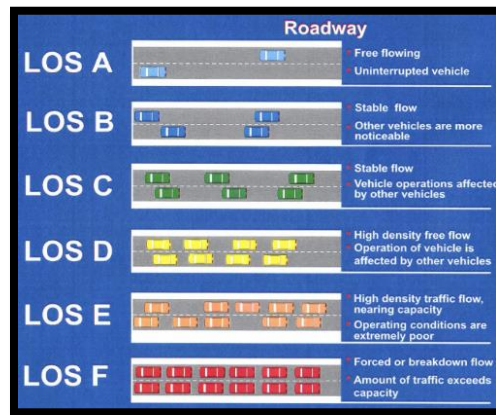 Roadway
LOS A
Free flowing
Uninterrupted vehicle
LOS B
Stable flow
Other vehicles are more
noticeable
LOS C
Stable flow
Vehicle operations affected
by other vehicles
LOS D
High density free flow
Operation of vehicle is
affected by other vehicles
LOS E
High density traffic flow,
nearing capacity
Operating conditions are
extremely poor
LOS F
Forced or breakdown flow
Amount of traffic exceeds
capacity